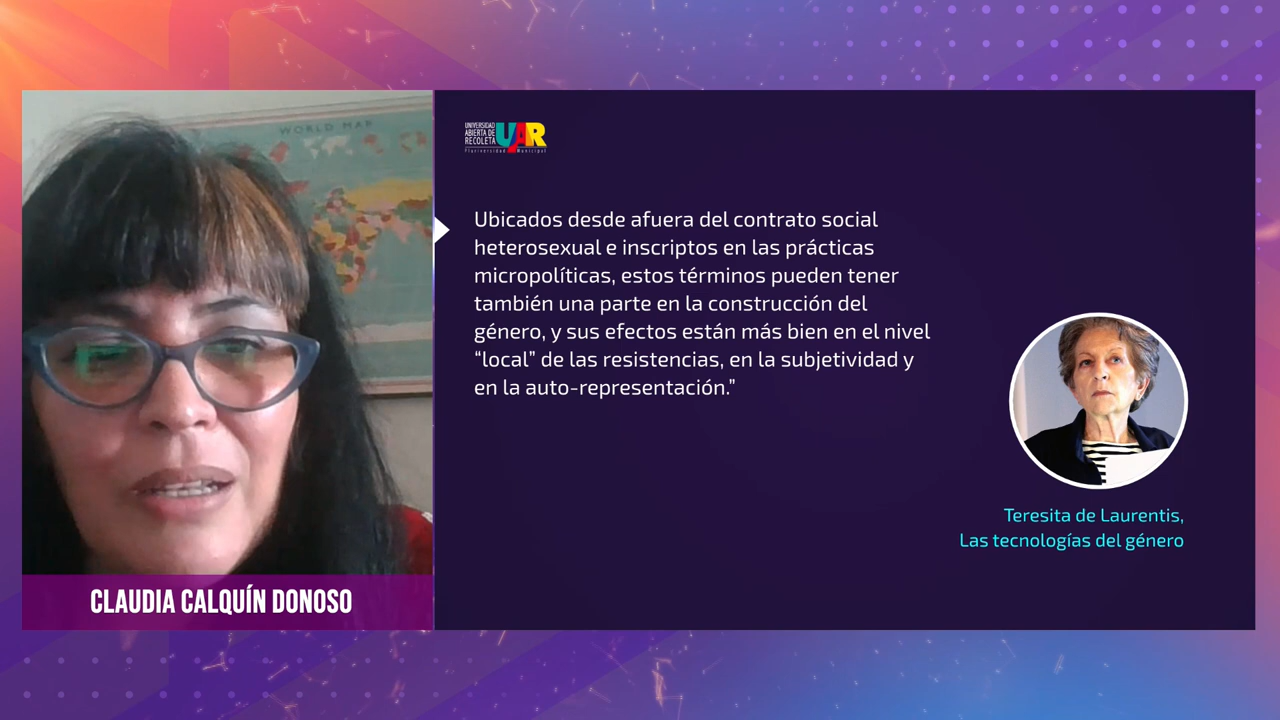 WORLD MAP
UNIVERSIDAD
ABIERTA DE
RECOLETA
UAR
Pluriversidad Municipal
Ubicados desde afuera del contrato social
heterosexual e inscriptos en las prácticas
micropolíticas, estos términos pueden tener
también una parte en la construcción del
género, y sus efectos están más bien en el nivel
“local” de las resistencias, en la subjetividad y
en la auto-representación.”
Teresita de Laurentis,
Las tecnologías del género
CLAUDIA CALQUÍN DONOSO